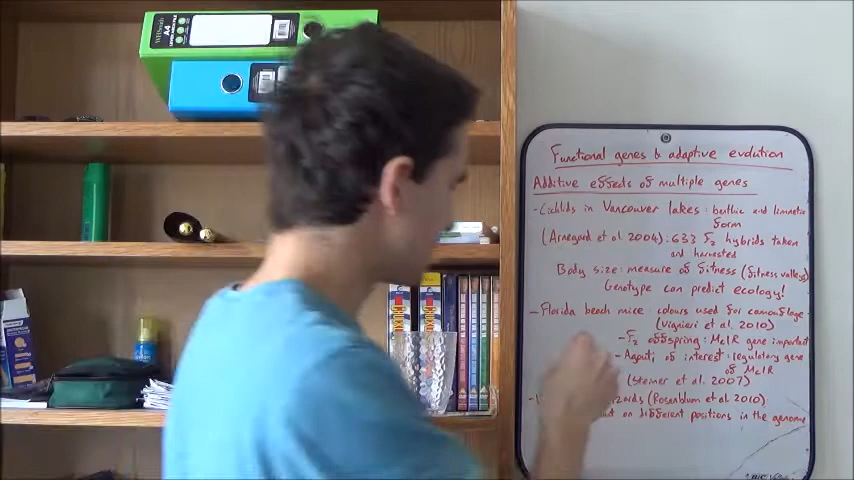 Functional genes & adaptive evolution
Additive effects of multiple genes
- Cichlids in Vancouver lakes: benthic and limnetic
form
(Arnegard et al. 2004): 633 F2 hybrids taken
and harvested
Body size: measure of fitness (fitness valleys)
Genotype can predict ecology!
- Florida beach mice colours used for camouflage
(Vignieri et al. 2010)
- F2 offspring: Mc1R gene important
- Agouti of interest: regulatory gene
of Mc1R
(Steiner et al. 2007)
(Rosenblum et al. 2010)
on different positions in the genome
A4